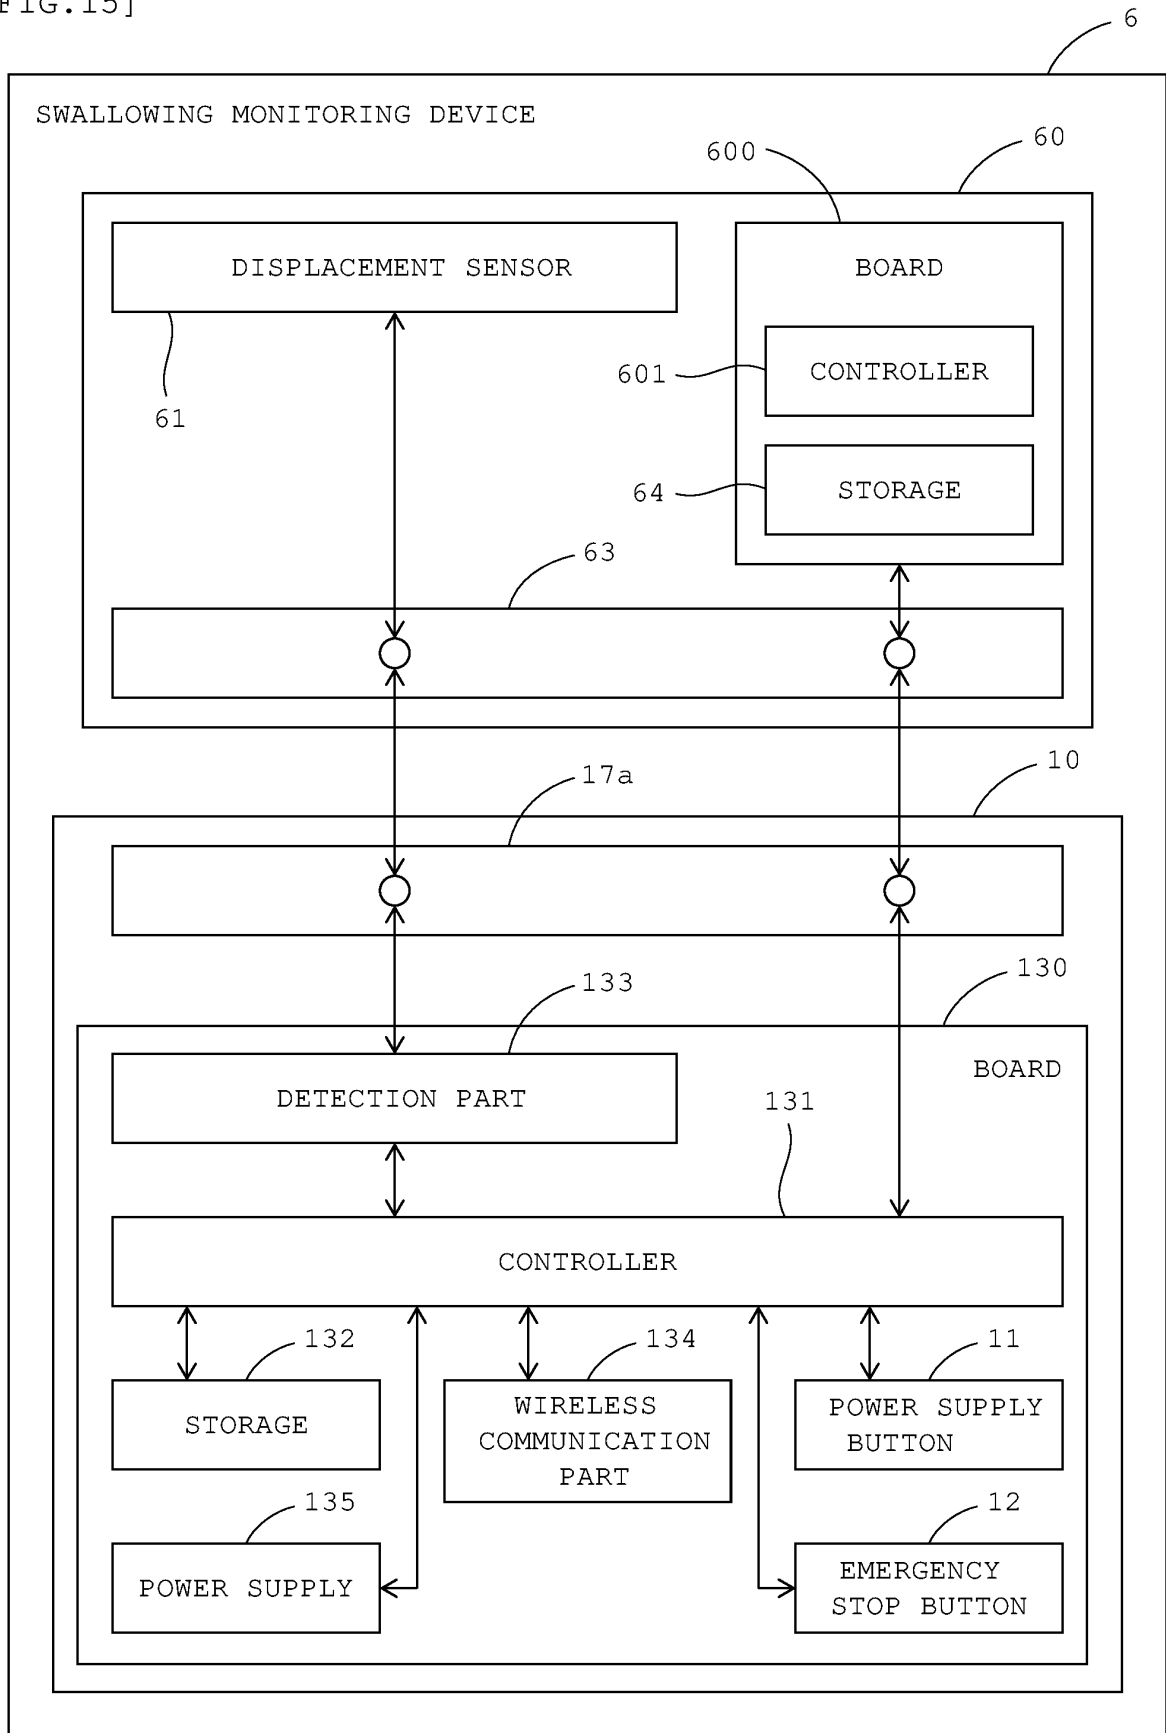 FIG.15]
6
SWALLOWING MONITORING DEVICE
60
600
DISPLACEMENT SENSOR
BOARD
601
CONTROLLER
61
64
STORAGE
63
10
17a
130
133
BOARD
DETECTION PART
131
CONTROLLER
132
134
11
STORAGE
WIRELESS
COMMUNICATION
PART
POWER SUPPLY
BUTTON
135
12
POWER SUPPLY
EMERGENCY
STOP BUTTON